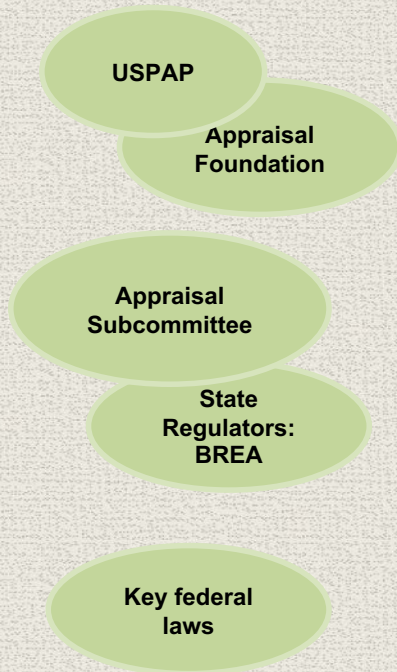 USPAP
Appraisal
Foundation
Appraisal
Subcommittee
State
Regulators:
BREA
Key federal
laws